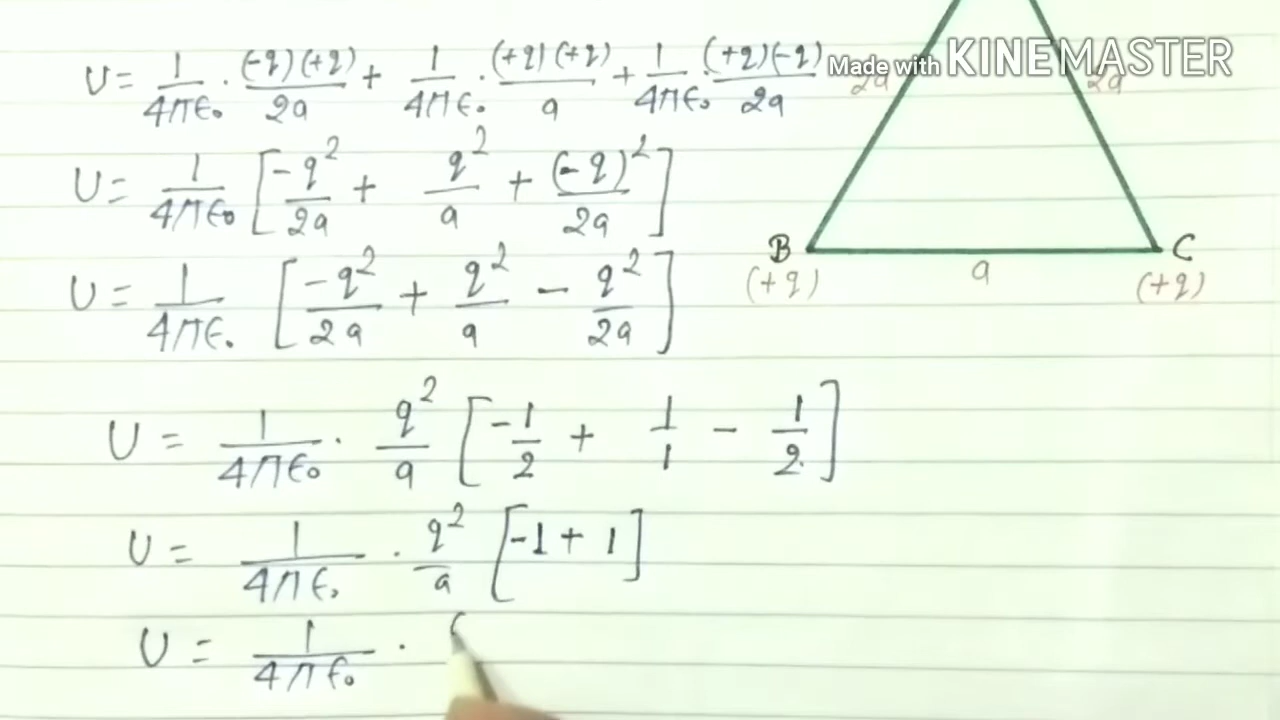 U = 1/4πε₀ · (-q)(+q)/2a + 1/4πε₀ · (+q)(+q)/a + 1/4πε₀ · (+q)(-q)/2a
Made with KINEMASTER
2a 2a
U = 1/4πε₀ [-q²/2a + q²/a + (-q)²/2a]
B C
(+q) a (+q)
U = 1/4πε₀ [-q²/2a + q²/a - q²/2a]
U = 1/4πε₀ · q²/a [-1/2 + 1/1 - 1/2]
U = 1/4πε₀ · q²/a [-1 + 1]
U = 1/4πε₀ ·